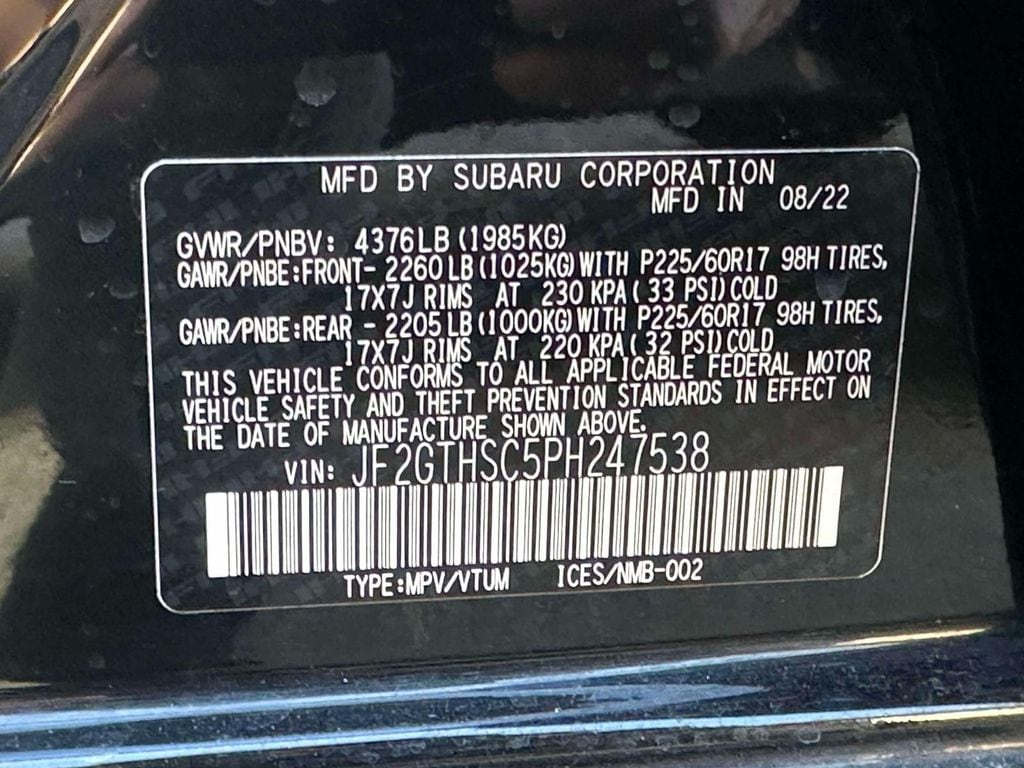 MFD BY SUBARU CORPORATION
MFD IN 08/22
GVWR/PNBV: 4376LB (1985KG)
GAWR/PNBE:FRONT- 2260LB (1025KG) WITH P225/60R17 98H TIRES,
17X7J RIMS AT 230 KPA ( 33 PSI) COLD
GAWR/PNBE:REAR - 2205LB (1000KG) WITH P225/60R17 98H TIRES,
17X7J RIMS AT 220 KPA ( 32 PSI) COLD
THIS VEHICLE CONFORMS TO ALL APPLICABLE FEDERAL MOTOR
VEHICLE SAFETY AND THEFT PREVENTION STANDARDS IN EFFECT ON
THE DATE OF MANUFACTURE SHOWN ABOVE.
VIN: JF2GTHSC5PH247538
TYPE:MPV/VTUM ICES/NMB-002